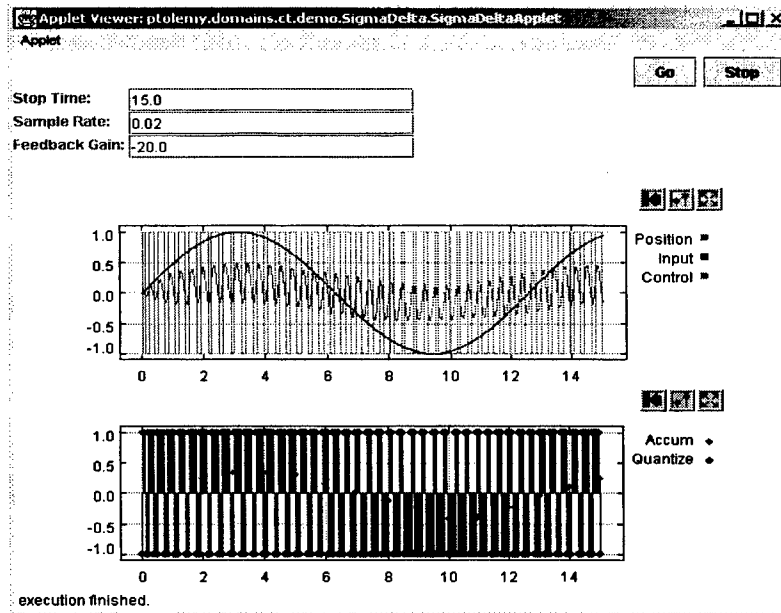 Applet Viewer: ptolemy.domains.ct.demo.SigmaDelta.SigmaDeltaApplet
Applet
Go Stop
Stop Time: 15.0
Sample Rate: 0.02
Feedback Gain: -20.0
1.0
0.5
0.0
-0.5
-1.0
0 2 4 6 8 10 12 14
Position
Input
Control
1.0
0.5
0.0
-0.5
-1.0
0 2 4 6 8 10 12 14
Accum
Quantize
execution finished.